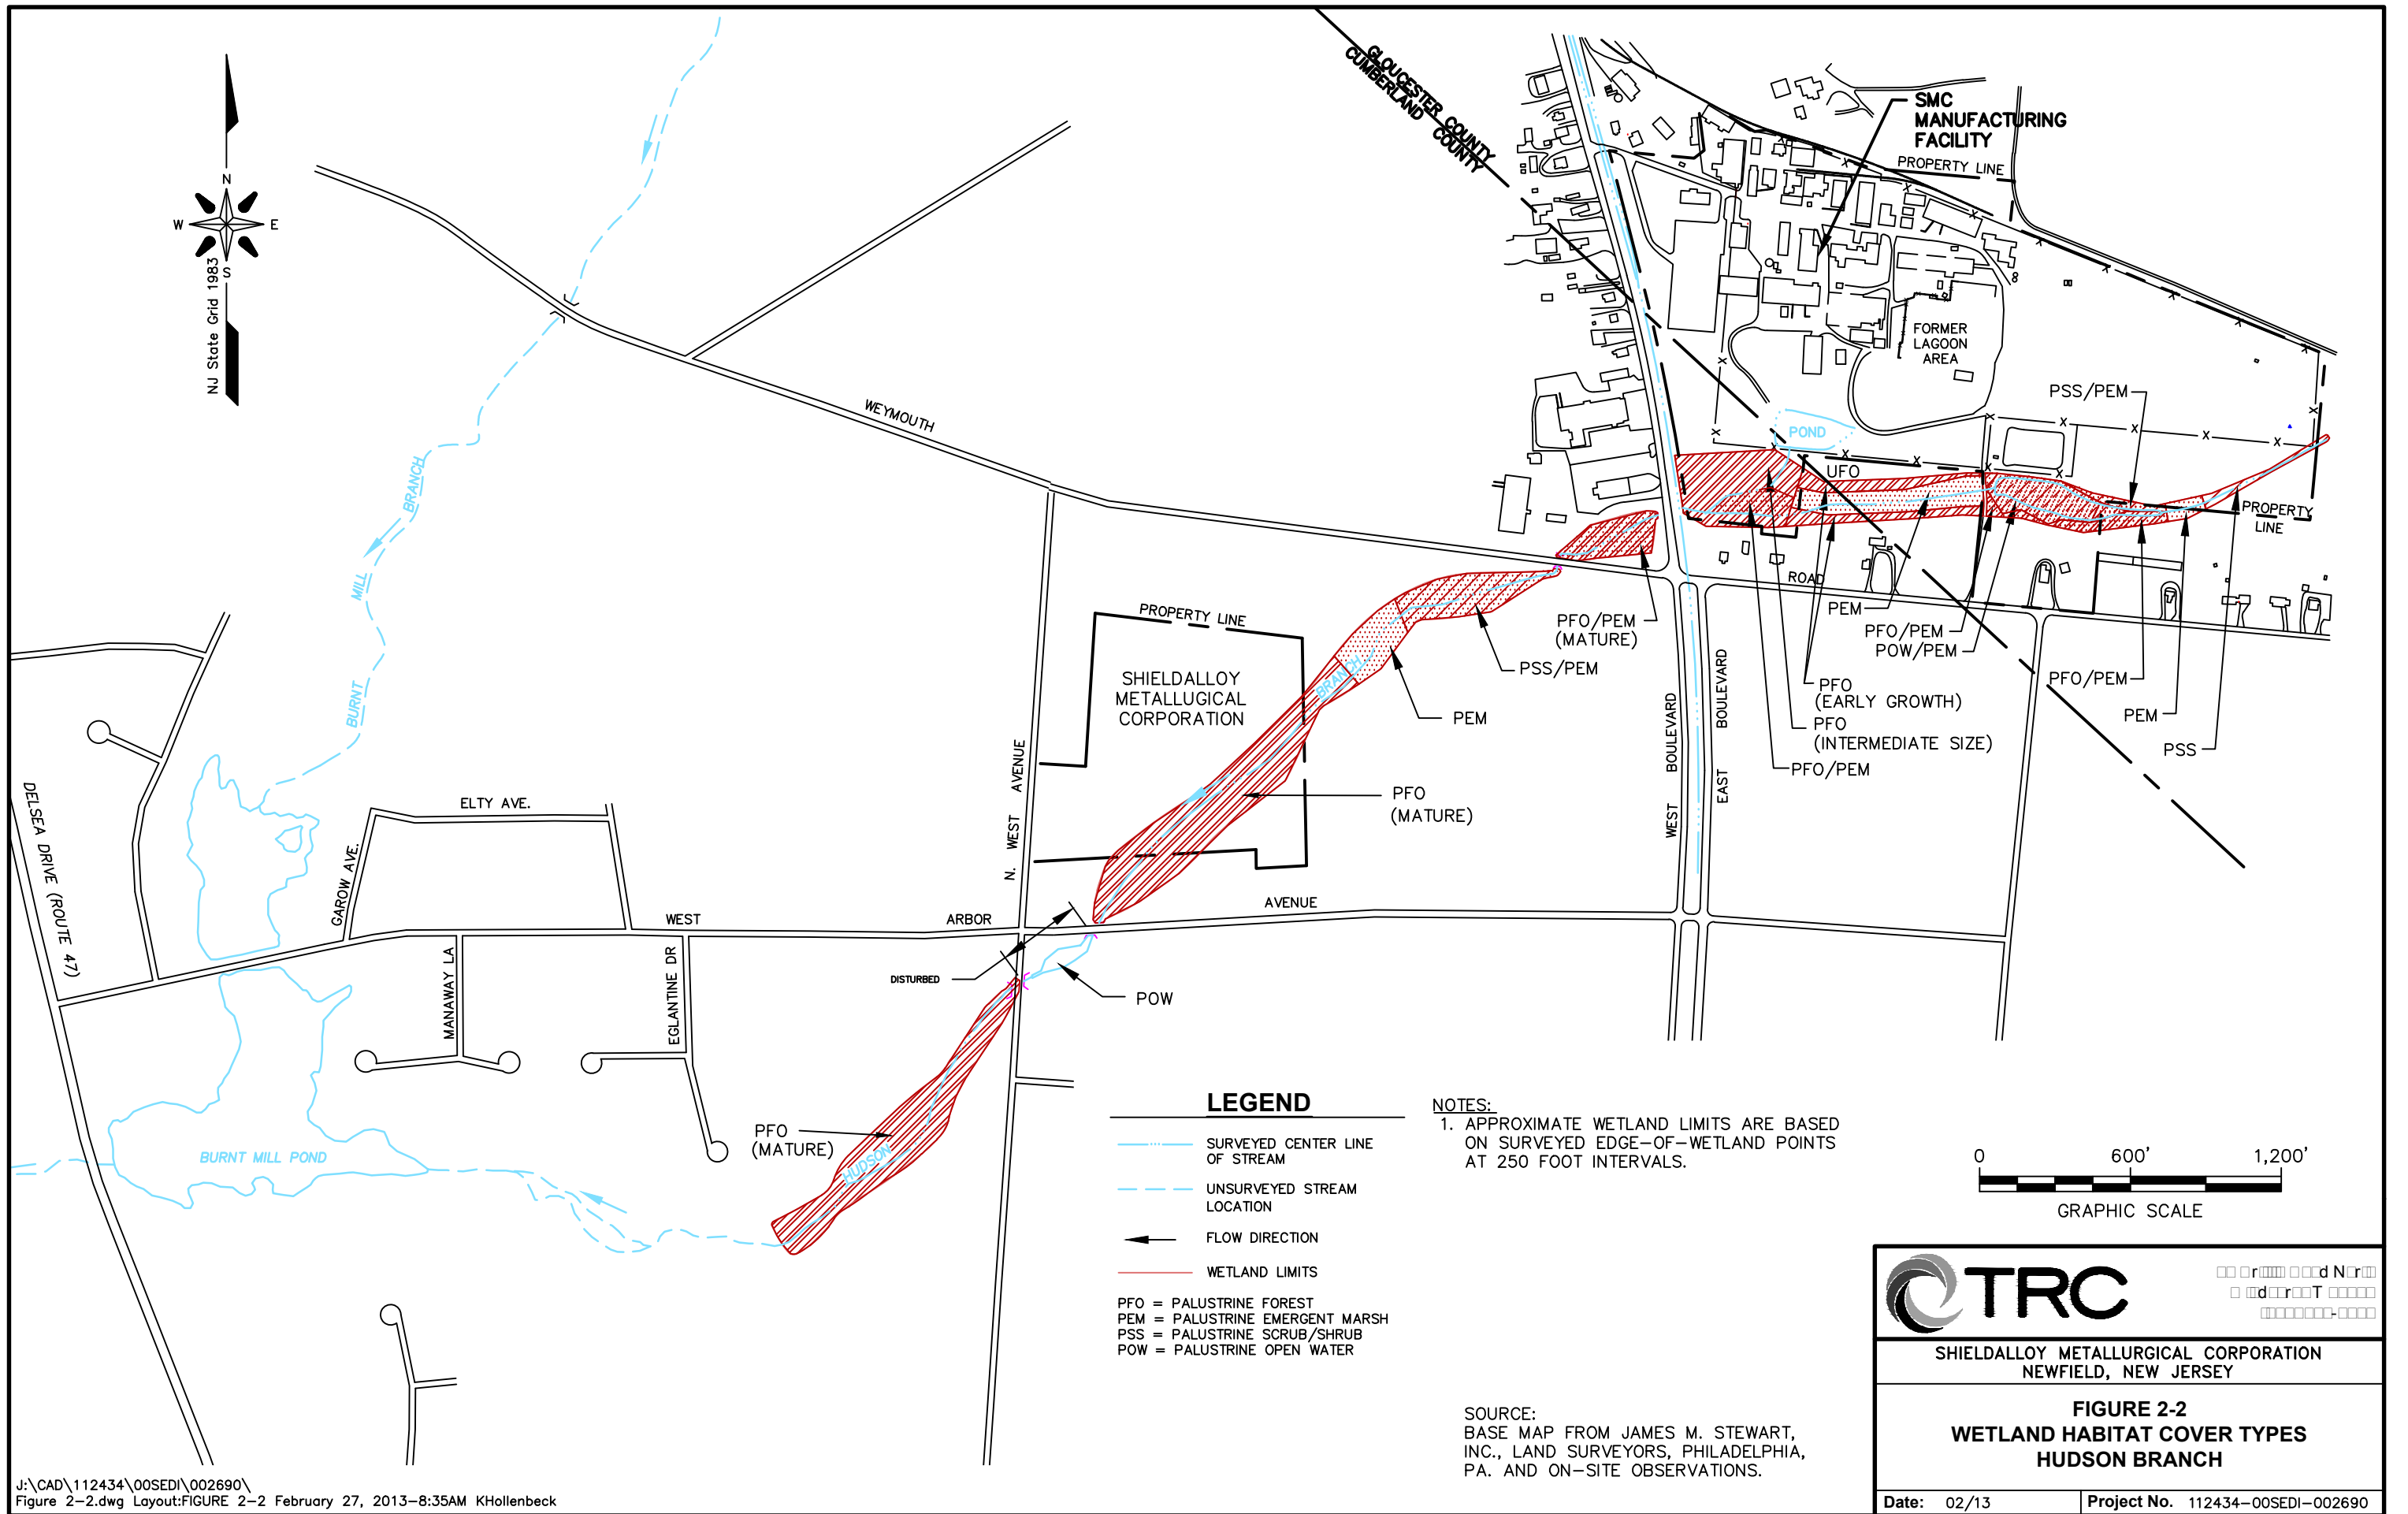 GLOUCESTER COUNTY
CUMBERLAND COUNTY
SMC
MANUFACTURING
FACILITY
PROPERTY LINE
N
W
E
S
NJ State Grid 1983
FORMER
LAGOON
AREA
WEYMOUTH
POND
UFO
PSS/PEM
PROPERTY
LINE
ROAD
BURNT MILL BRANCH
PROPERTY LINE
SHIELDALLOY
METALLUGICAL
CORPORATION
BRANCH
PFO/PEM
(MATURE)
PSS/PEM
PEM
PEM
PFO/PEM
POW/PEM
PFO
(EARLY GROWTH)
PFO
(INTERMEDIATE SIZE)
PFO/PEM
PFO/PEM
PEM
PSS
WEST BOULEVARD
EAST BOULEVARD
PFO
(MATURE)
N. WEST AVENUE
DELSEA DRIVE (ROUTE 47)
ELTY AVE.
GAROW AVE.
WEST ARBOR AVENUE
MANAWAY LA
EGLANTINE DR
DISTURBED
POW
PFO
(MATURE)
HUDSON
BURNT MILL POND
LEGEND
SURVEYED CENTER LINE
OF STREAM
UNSURVEYED STREAM
LOCATION
FLOW DIRECTION
WETLAND LIMITS
PFO = PALUSTRINE FOREST
PEM = PALUSTRINE EMERGENT MARSH
PSS = PALUSTRINE SCRUB/SHRUB
POW = PALUSTRINE OPEN WATER
NOTES:
1. APPROXIMATE WETLAND LIMITS ARE BASED
ON SURVEYED EDGE-OF-WETLAND POINTS
AT 250 FOOT INTERVALS.
0 600' 1,200'
GRAPHIC SCALE
SOURCE:
BASE MAP FROM JAMES M. STEWART,
INC., LAND SURVEYORS, PHILADELPHIA,
PA. AND ON-SITE OBSERVATIONS.
TRC
SHIELDALLOY METALLURGICAL CORPORATION
NEWFIELD, NEW JERSEY
FIGURE 2-2
WETLAND HABITAT COVER TYPES
HUDSON BRANCH
Date: 02/13 Project No. 112434-00SEDI-002690
J:\CAD\112434\00SEDI\002690\
Figure 2-2.dwg Layout:FIGURE 2-2 February 27, 2013-8:35AM KHollenbeck